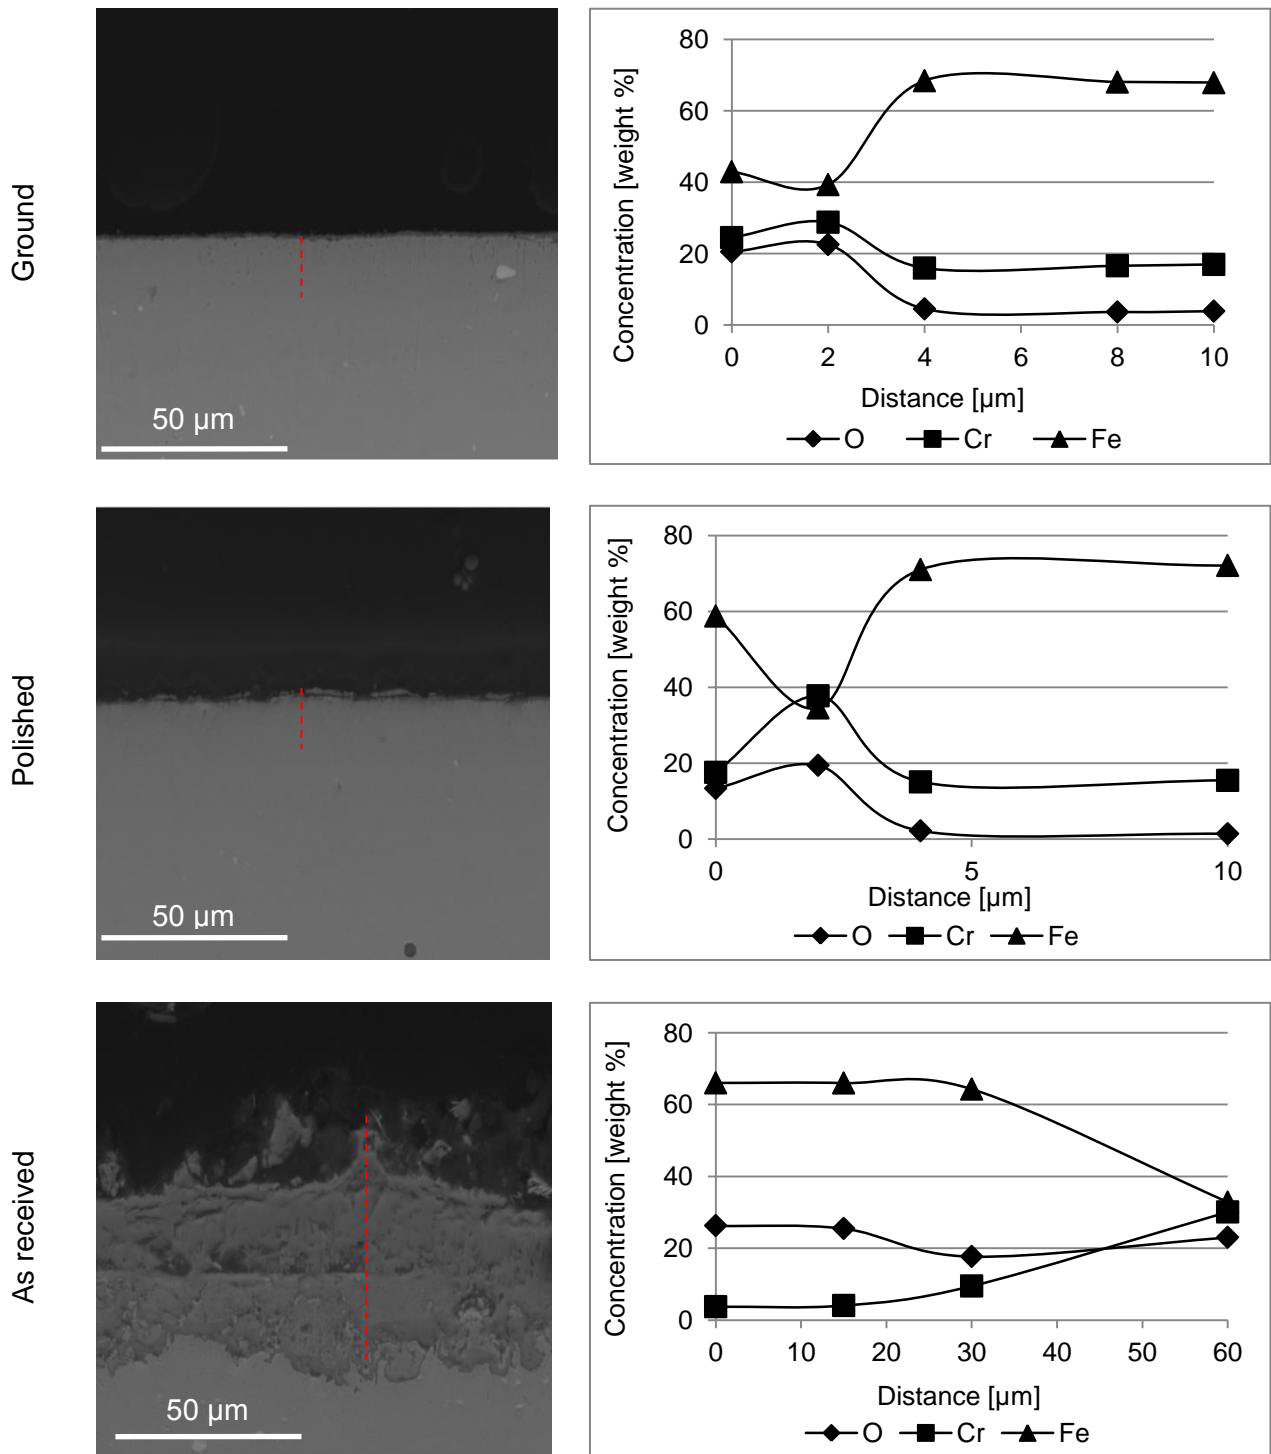 Ground
50 µm
Concentration [weight %]
80
60
40
20
0
0 2 4 6 8 10
Distance [µm]
O Cr Fe
Polished
50 µm
Concentration [weight %]
80
60
40
20
0
0 5 10
Distance [µm]
O Cr Fe
As received
50 µm
Concentration [weight %]
80
60
40
20
0
0 10 20 30 40 50 60
Distance [µm]
O Cr Fe